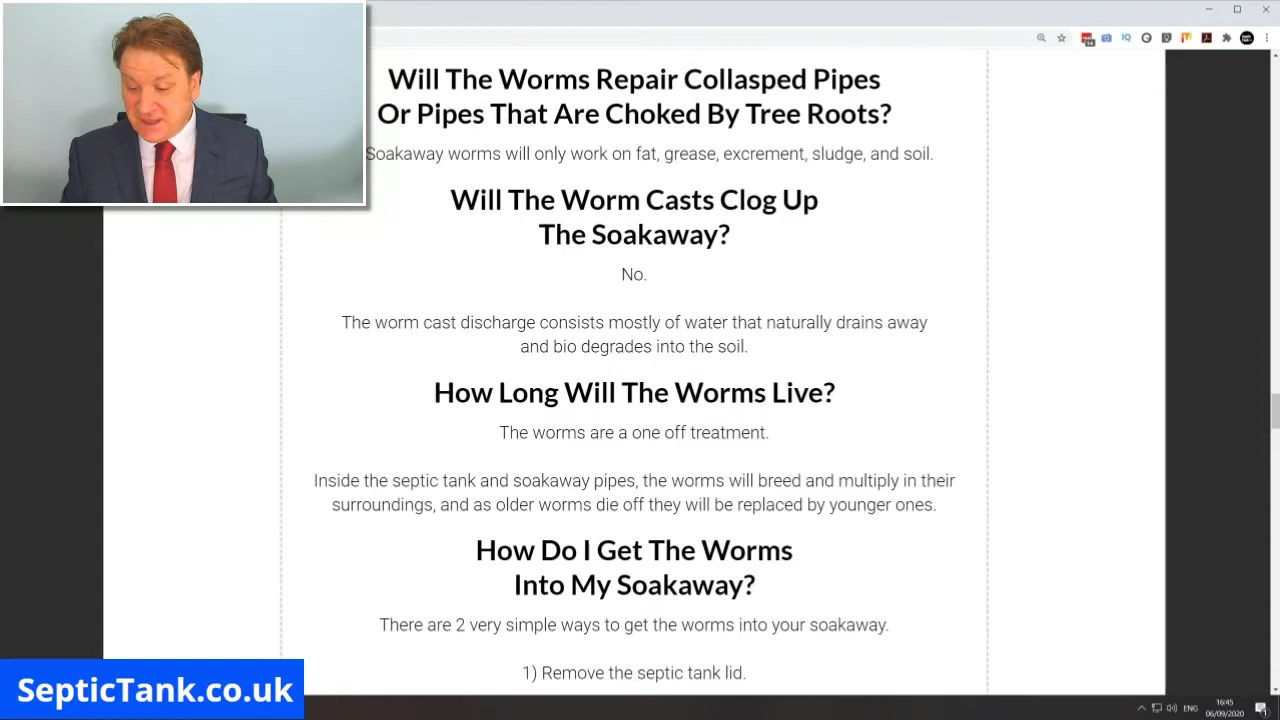 Will The Worms Repair Collasped Pipes
Or Pipes That Are Choked By Tree Roots?
Soakaway worms will only work on fat, grease, excrement, sludge, and soil.
Will The Worm Casts Clog Up
The Soakaway?
No.
The worm cast discharge consists mostly of water that naturally drains away
and bio degrades into the soil.
How Long Will The Worms Live?
The worms are a one off treatment.
Inside the septic tank and soakaway pipes, the worms will breed and multiply in their
surroundings, and as older worms die off they will be replaced by younger ones.
How Do I Get The Worms
Into My Soakaway?
There are 2 very simple ways to get the worms into your soakaway.
1) Remove the septic tank lid.
SepticTank.co.uk
ENG
16:45
06/09/2020